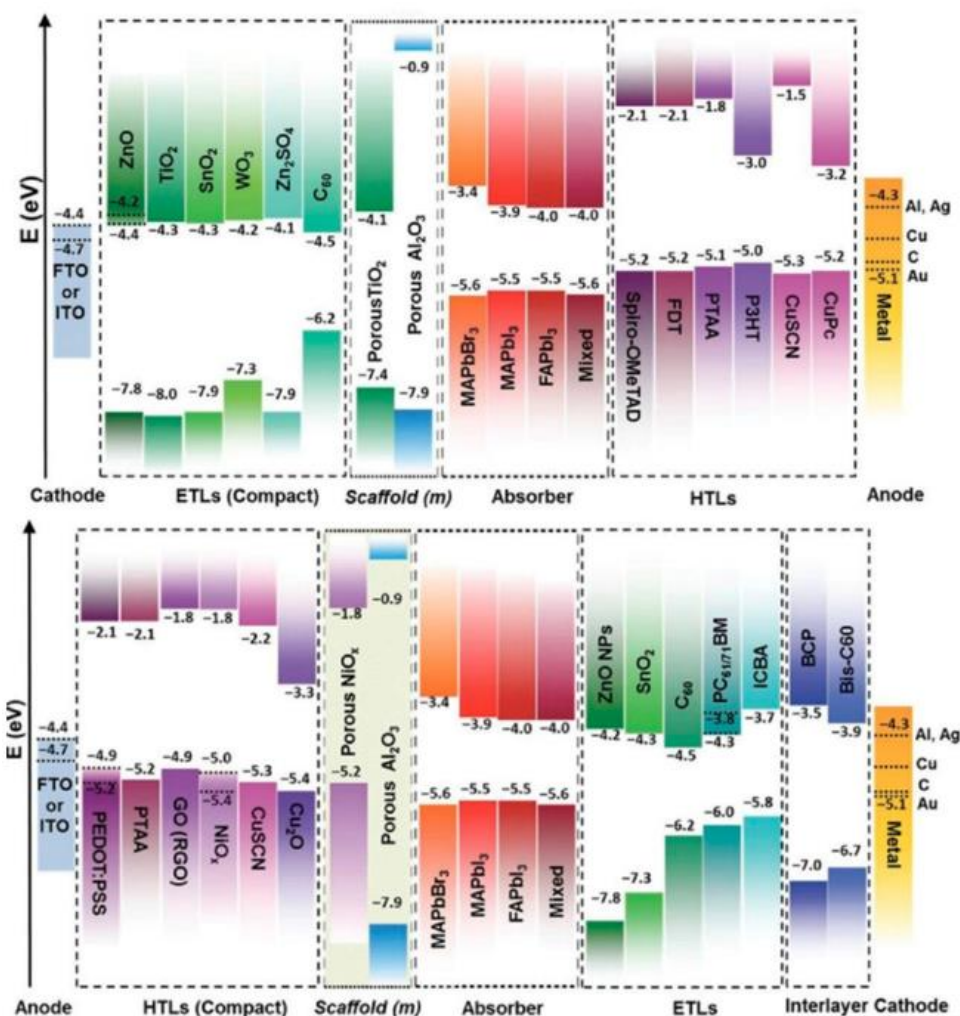 E (eV)
−4.4
−4.7
FTO
or
ITO
Cathode
ZnO
−4.2
−4.4
−7.8
TiO2
−4.3
−8.0
SnO2
−4.3
−7.9
WO3
−4.2
−7.3
Zn2SO4
−4.1
−7.9
C60
−4.5
−6.2
ETLs (Compact)
Porous TiO2
−4.1
−7.4
Porous Al2O3
−0.9
−7.9
Scaffold (m)
MAPbBr3
−3.4
−5.6
MAPbI3
−3.9
−5.5
FAPbI3
−4.0
−5.5
Mixed
−4.0
−5.6
Absorber
Spiro-OMeTAD
−2.1
−5.2
FDT
−2.1
−5.2
PTAA
−1.8
−5.1
P3HT
−3.0
−5.0
CuSCN
−1.5
−5.3
CuPc
−3.2
−5.2
HTLs
−4.3
−5.1
Metal
Al, Ag
Cu
C
Au
Anode
E (eV)
−4.4
−4.7
FTO
or
ITO
Anode
PEDOT:PSS
−2.1
−4.9
−5.2
PTAA
−2.1
−5.2
GO (RGO)
−1.8
−4.9
NiOx
−1.8
−5.0
−5.4
CuSCN
−2.2
−5.3
Cu2O
−3.3
−5.4
HTLs (Compact)
Porous NiOx
−1.8
−5.2
Porous Al2O3
−0.9
−7.9
Scaffold (m)
MAPbBr3
−3.4
−5.6
MAPbI3
−3.9
−5.5
FAPbI3
−4.0
−5.5
Mixed
−4.0
−5.6
Absorber
ZnO NPs
−4.2
−7.8
SnO2
−4.3
−7.3
C60
−4.5
−6.2
PC61/71BM
−3.8
−4.3
−6.0
ICBA
−3.7
−5.8
ETLs
BCP
−3.5
−7.0
Bis-C60
−3.9
−6.7
Interlayer
−4.3
−5.1
Metal
Al, Ag
Cu
C
Au
Cathode